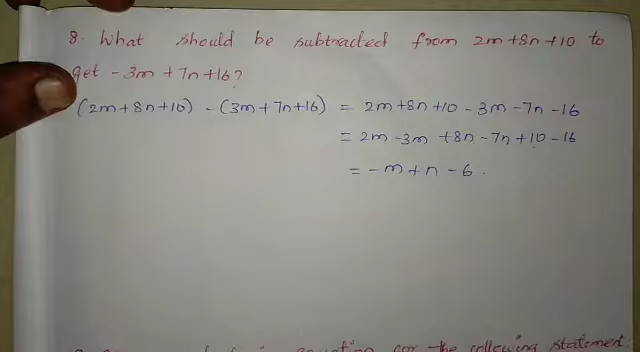 8. What should be subtracted from 2m+8n+10 to
get -3m+7n+16?
(2m+8n+10) - (3m+7n+16) = 2m+8n+10-3m-7n-16
= 2m-3m+8n-7n+10-16
= -m+n-6.
for the following statement